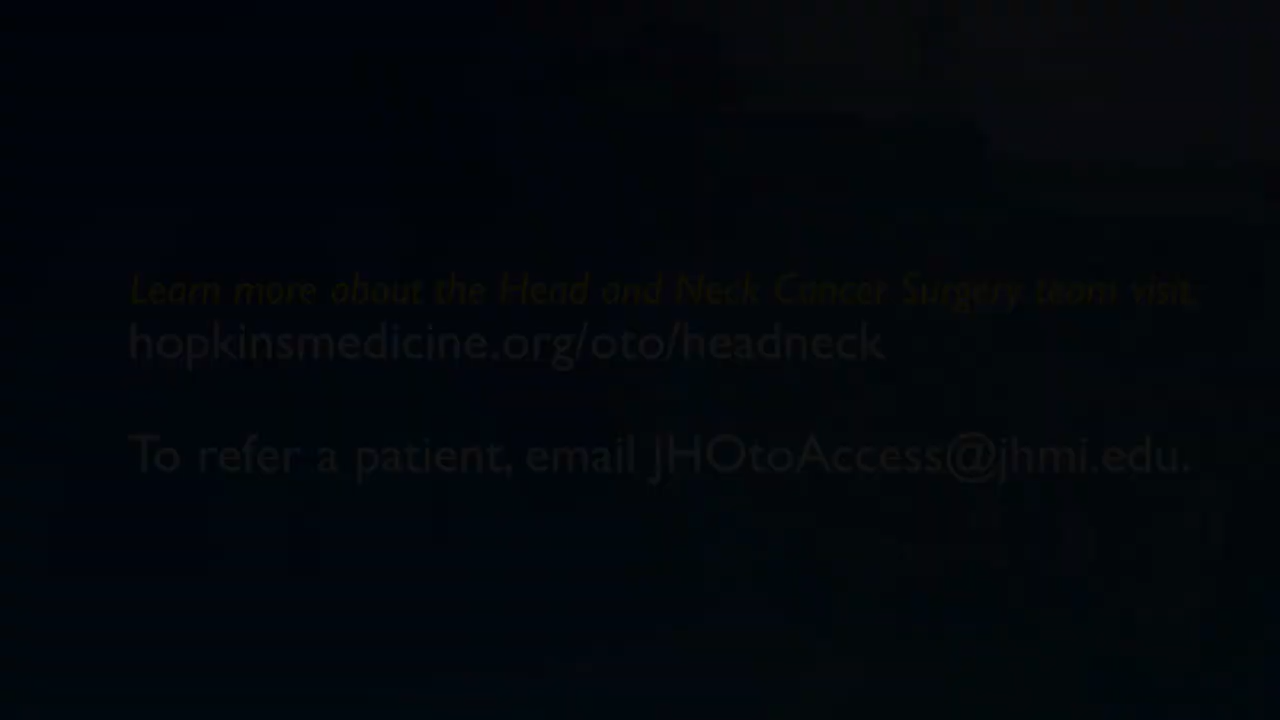 Learn more about the Head and Neck Cancer Surgery team visit:
hopkinsmedicine.org/oto/headneck
To refer a patient, email JHOtoAccess@jhmi.edu.